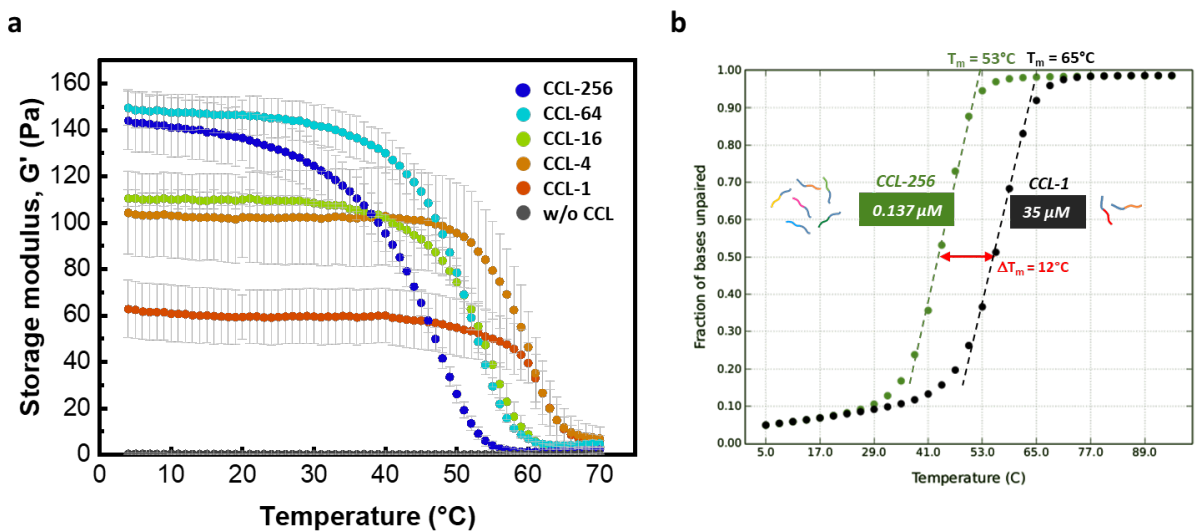 a
Storage modulus, G' (Pa)
160
140
120
100
80
60
40
20
0
0
10
20
30
40
50
60
70
Temperature (°C)
CCL-256
CCL-64
CCL-16
CCL-4
CCL-1
w/o CCL
b
Tm = 53°C
Tm = 65°C
Fraction of bases unpaired
1.00
0.90
0.80
0.70
0.60
0.50
0.40
0.30
0.20
0.10
0.00
CCL-256
0.137 µM
CCL-1
35 µM
ΔTm = 12°C
5.0
17.0
29.0
41.0
53.0
65.0
77.0
89.0
Temperature (C)